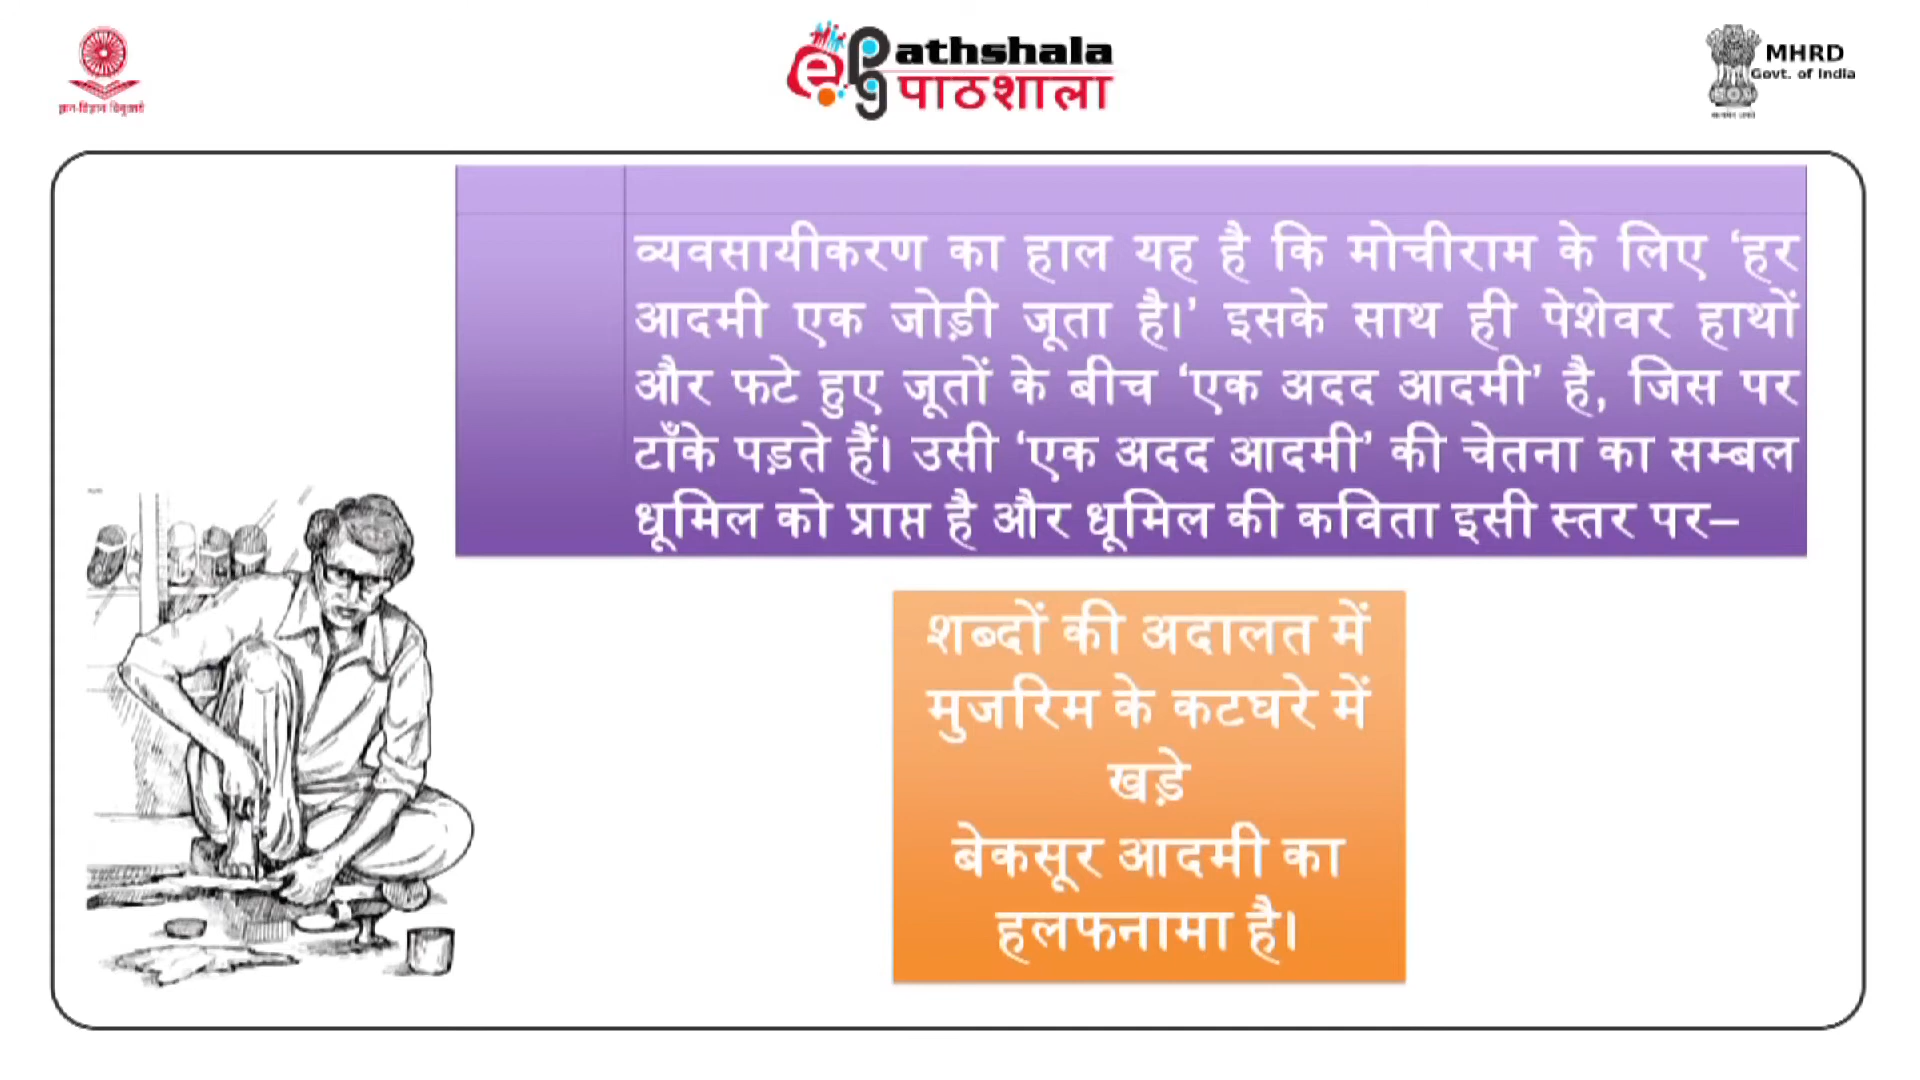 ज्ञान-विज्ञान विमुक्तये
ePathshala
पाठशाला
MHRD
Govt. of India
व्यवसायीकरण का हाल यह है कि मोचीराम के लिए ‘हर
आदमी एक जोड़ी जूता है।’ इसके साथ ही पेशेवर हाथों
और फटे हुए जूतों के बीच ‘एक अदद आदमी’ है, जिस पर
टाँके पड़ते हैं। उसी ‘एक अदद आदमी’ की चेतना का सम्बल
धूमिल को प्राप्त है और धूमिल की कविता इसी स्तर पर–
शब्दों की अदालत में
मुजरिम के कटघरे में
खड़े
बेकसूर आदमी का
हलफनामा है।